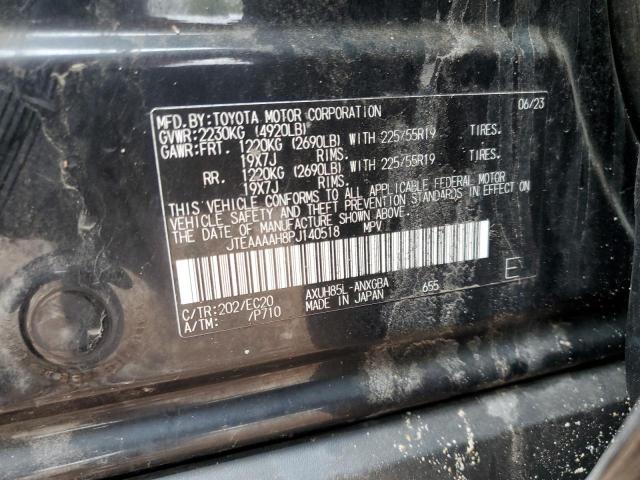 MFD. BY: TOYOTA MOTOR CORPORATION 06/23
GVWR: 2230KG (4920LB)
GAWR: FRT. 1220KG (2690LB) WITH 225/55R19 TIRES.
19X7J RIMS.
RR. 1220KG (2690LB) WITH 225/55R19 TIRES.
19X7J RIMS.
THIS VEHICLE CONFORMS TO ALL APPLICABLE FEDERAL MOTOR
VEHICLE SAFETY AND THEFT PREVENTION STANDARDS IN EFFECT
ON THE DATE OF MANUFACTURE SHOWN ABOVE.
JTEAAAAH8PJ140518 MPV
C/TR: 202/EC20 AXUH85L-ANXGBA 655 E
A/TM: /P710 MADE IN JAPAN